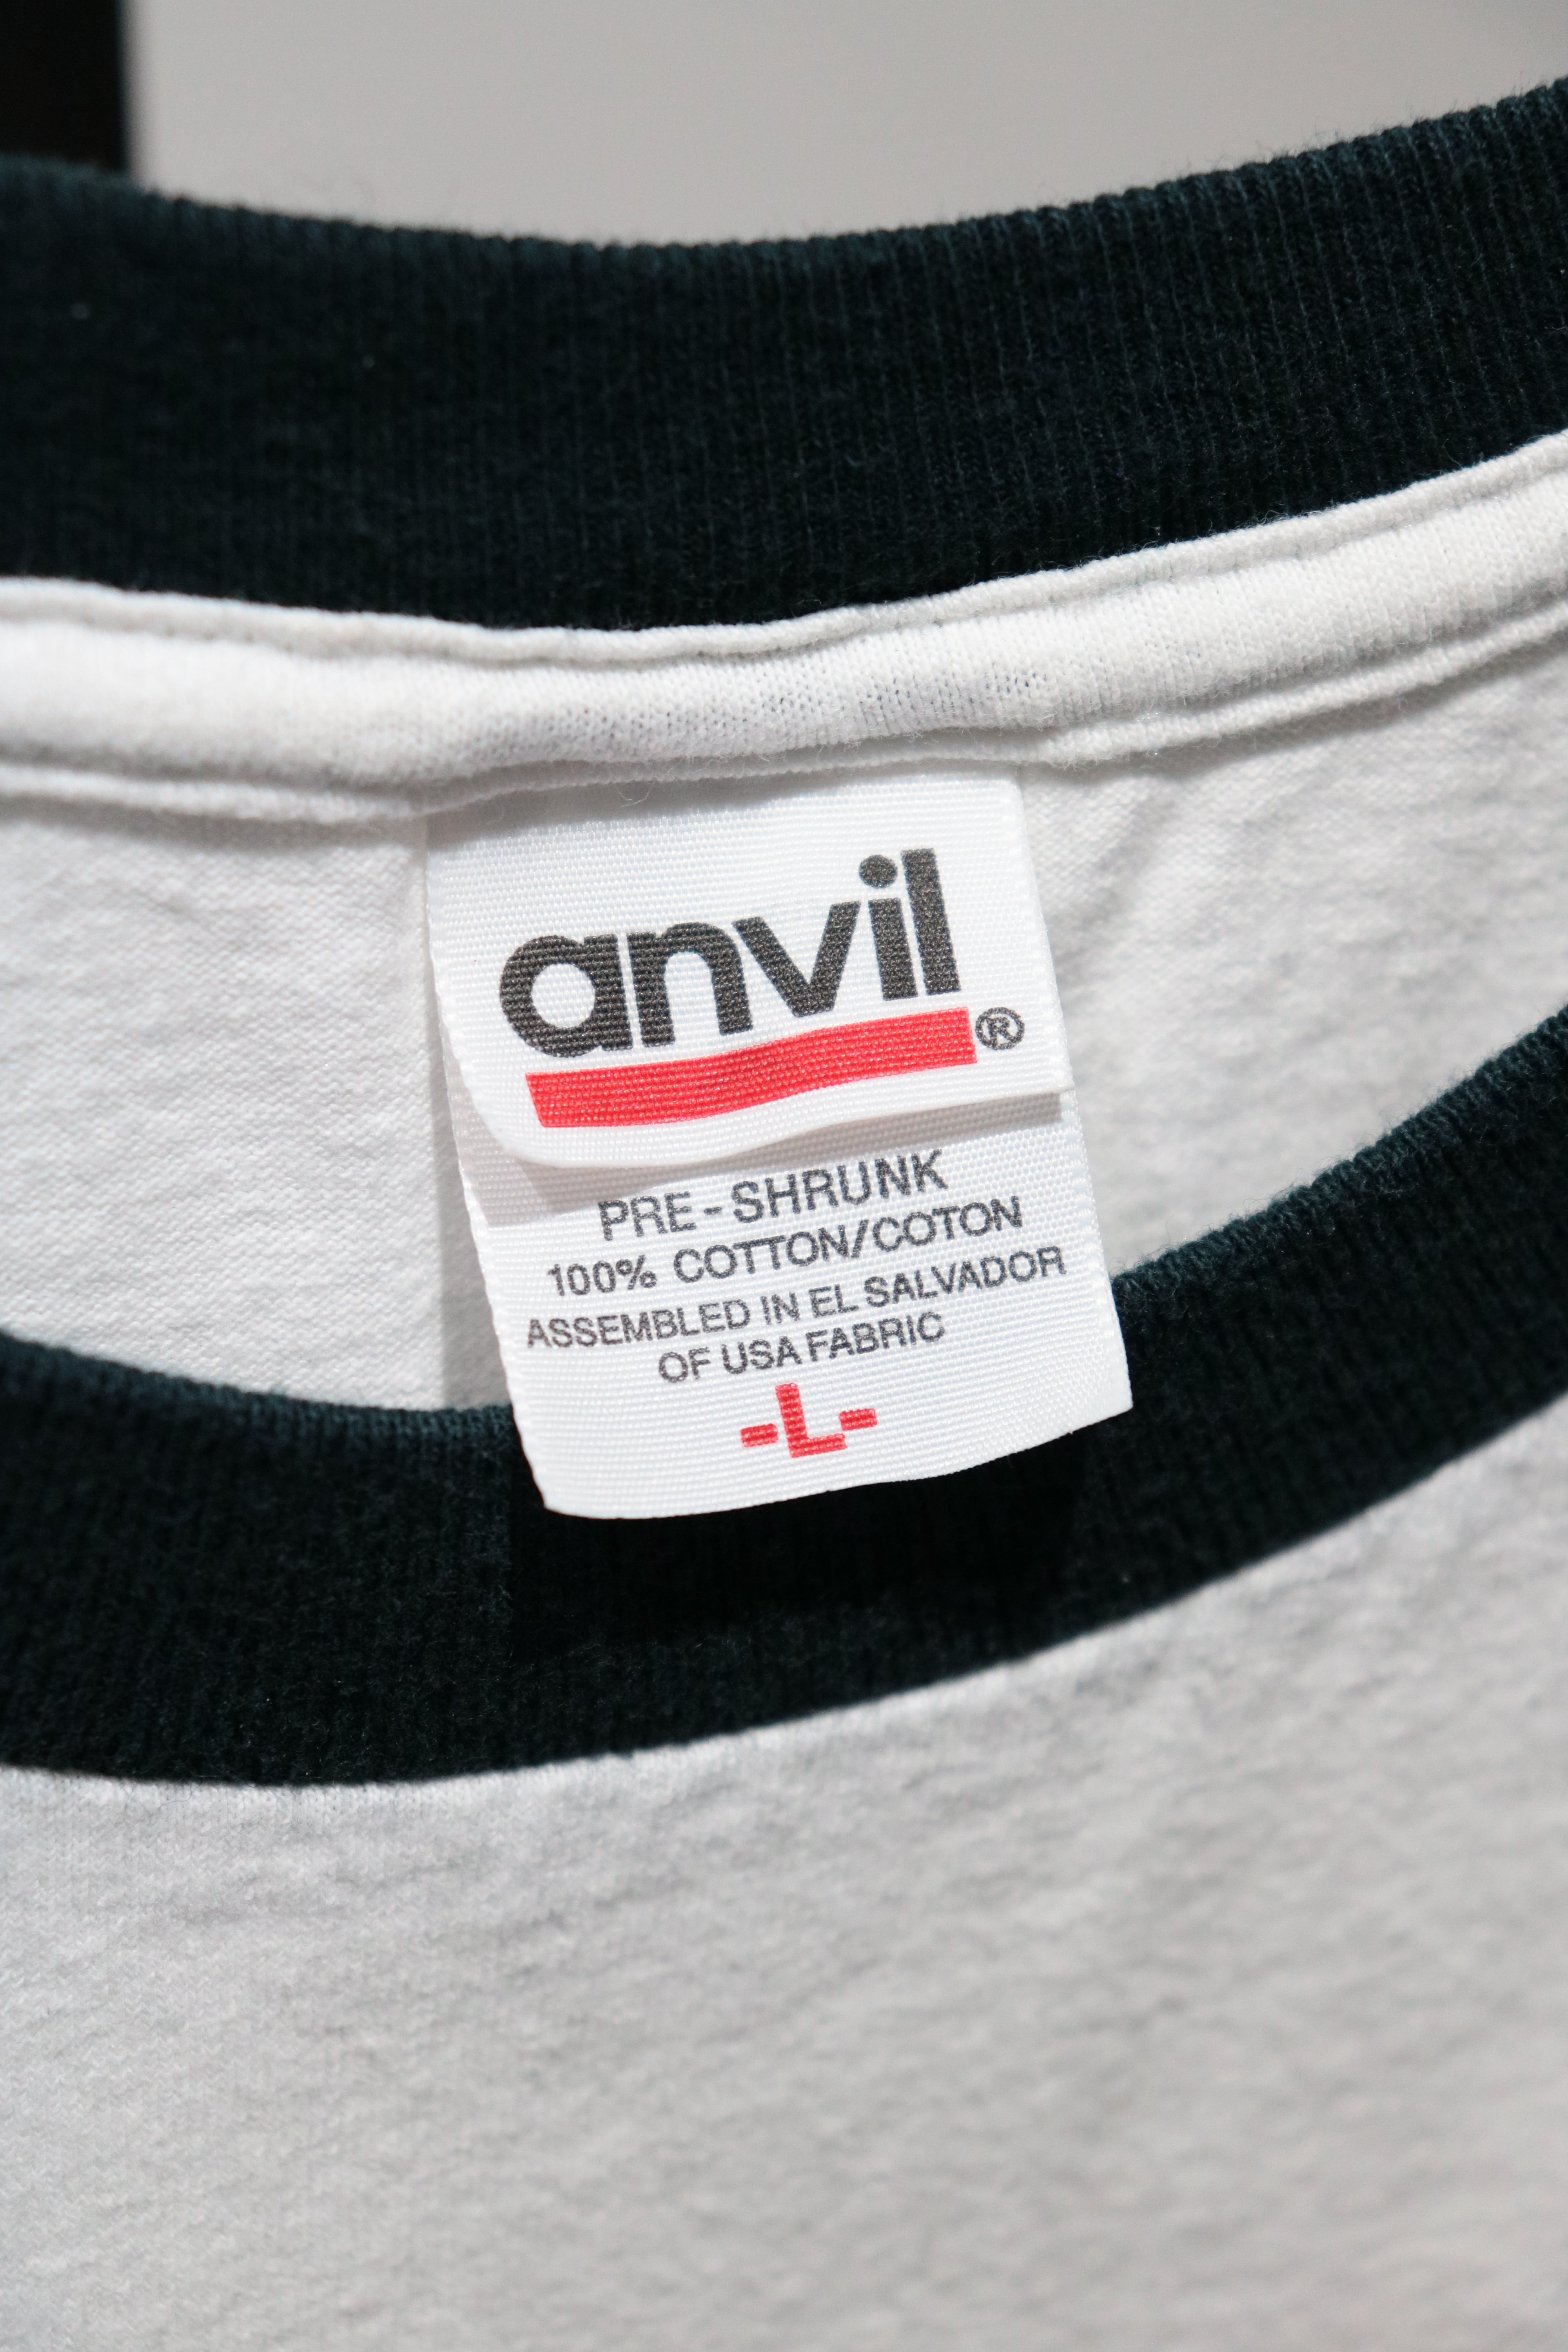 anvil®
PRE-SHRUNK
100% COTTON/COTON
ASSEMBLED IN EL SALVADOR
OF USA FABRIC
-L-